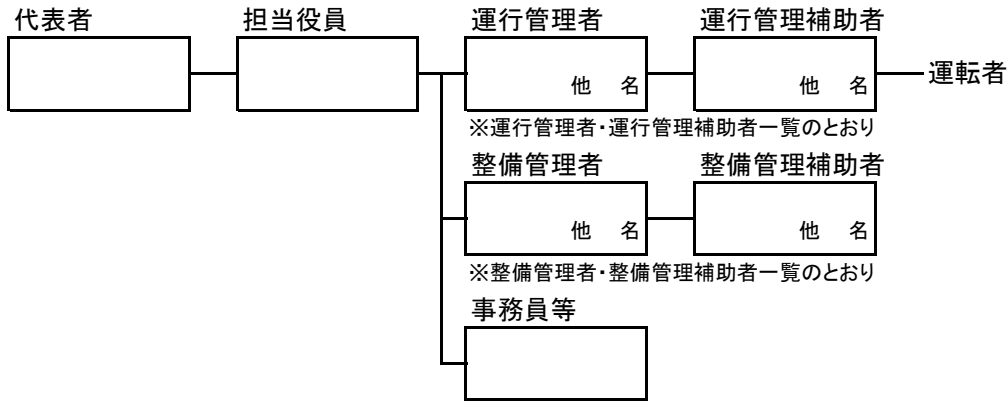 代表者 担当役員 運行管理者 運行管理補助者
他 名 他 名 運転者
※運行管理者・運行管理補助者一覧のとおり
整備管理者 整備管理補助者
他 名 他 名
※整備管理者・整備管理補助者一覧のとおり
事務員等